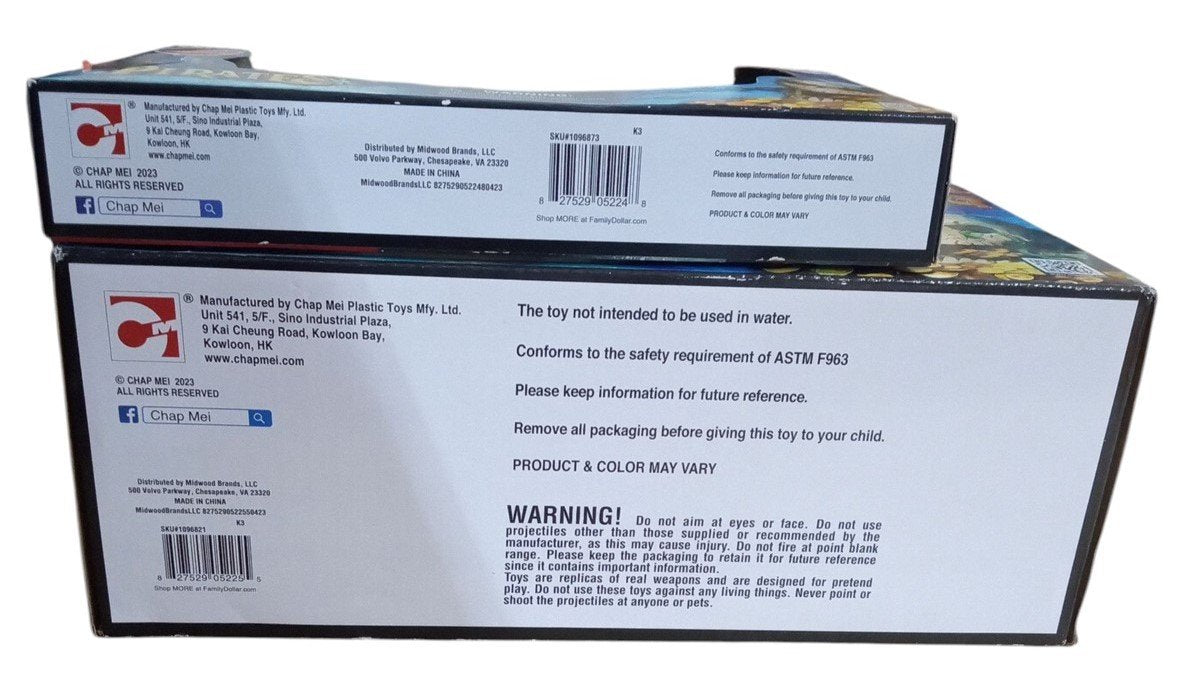 PIRATES
®
Manufactured by Chap Mei Plastic Toys Mfy. Ltd.
Unit 541, 5/F., Sino Industrial Plaza,
9 Kai Cheung Road, Kowloon Bay,
Kowloon, HK
www.chapmei.com
© CHAP MEI 2023
ALL RIGHTS RESERVED
f Chap Mei
Distributed by Midwood Brands, LLC
500 Volvo Parkway, Chesapeake, VA 23320
MADE IN CHINA
MidwoodBrandsLLC 8275290522480423
SKU#1096873 K3
8 27529 05224 8
Shop MORE at FamilyDollar.com
Conforms to the safety requirement of ASTM F963
Please keep information for future reference.
Remove all packaging before giving this toy to your child.
PRODUCT & COLOR MAY VARY
CM ®
Manufactured by Chap Mei Plastic Toys Mfy. Ltd.
Unit 541, 5/F., Sino Industrial Plaza,
9 Kai Cheung Road, Kowloon Bay,
Kowloon, HK
www.chapmei.com
© CHAP MEI 2023
ALL RIGHTS RESERVED
f Chap Mei
Distributed by Midwood Brands, LLC
500 Volvo Parkway, Chesapeake, VA 23320
MADE IN CHINA
MidwoodBrandsLLC 8275290522550423
K3
SKU#1096821
8 27529 05225 5
Shop MORE at FamilyDollar.com
The toy not intended to be used in water.
Conforms to the safety requirement of ASTM F963
Please keep information for future reference.
Remove all packaging before giving this toy to your child.
PRODUCT & COLOR MAY VARY
WARNING! Do not aim at eyes or face. Do not use
projectiles other than those supplied or recommended by the
manufacturer, as this may cause injury. Do not fire at point blank
range. Please keep the packaging to retain it for future reference
since it contains important information.
Toys are replicas of real weapons and are designed for pretend
play. Do not use these toys against any living things. Never point or
shoot the projectiles at anyone or pets.